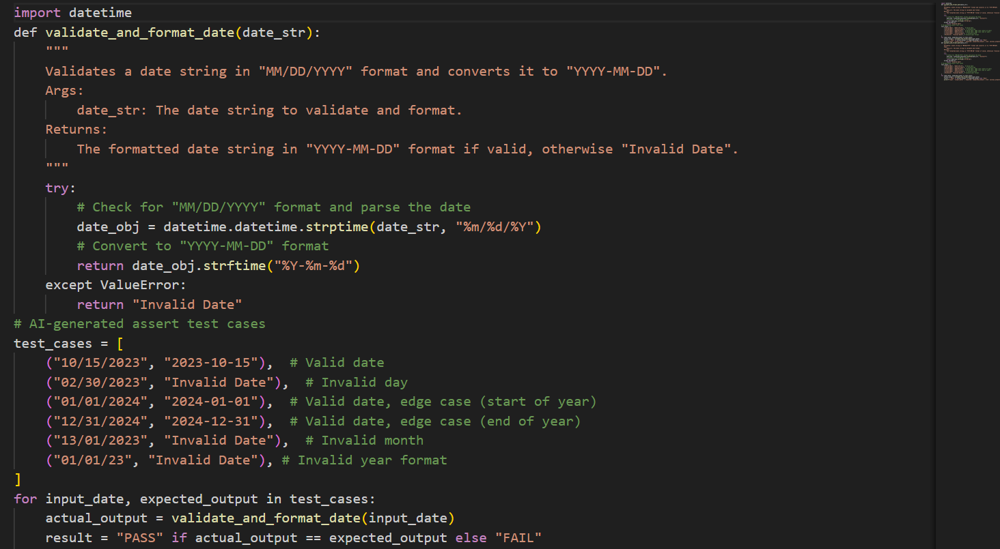 import datetime
def validate_and_format_date(date_str):
    """
    Validates a date string in "MM/DD/YYYY" format and converts it to "YYYY-MM-DD".
    Args:
        date_str: The date string to validate and format.
    Returns:
        The formatted date string in "YYYY-MM-DD" format if valid, otherwise "Invalid Date".
    """
    try:
        # Check for "MM/DD/YYYY" format and parse the date
        date_obj = datetime.datetime.strptime(date_str, "%m/%d/%Y")
        # Convert to "YYYY-MM-DD" format
        return date_obj.strftime("%Y-%m-%d")
    except ValueError:
        return "Invalid Date"
# AI-generated assert test cases
test_cases = [
    ("10/15/2023", "2023-10-15"),  # Valid date
    ("02/30/2023", "Invalid Date"),  # Invalid day
    ("01/01/2024", "2024-01-01"),  # Valid date, edge case (start of year)
    ("12/31/2024", "2024-12-31"),  # Valid date, edge case (end of year)
    ("13/01/2023", "Invalid Date"),  # Invalid month
    ("01/01/23", "Invalid Date"), # Invalid year format
]
for input_date, expected_output in test_cases:
    actual_output = validate_and_format_date(input_date)
    result = "PASS" if actual_output == expected_output else "FAIL"